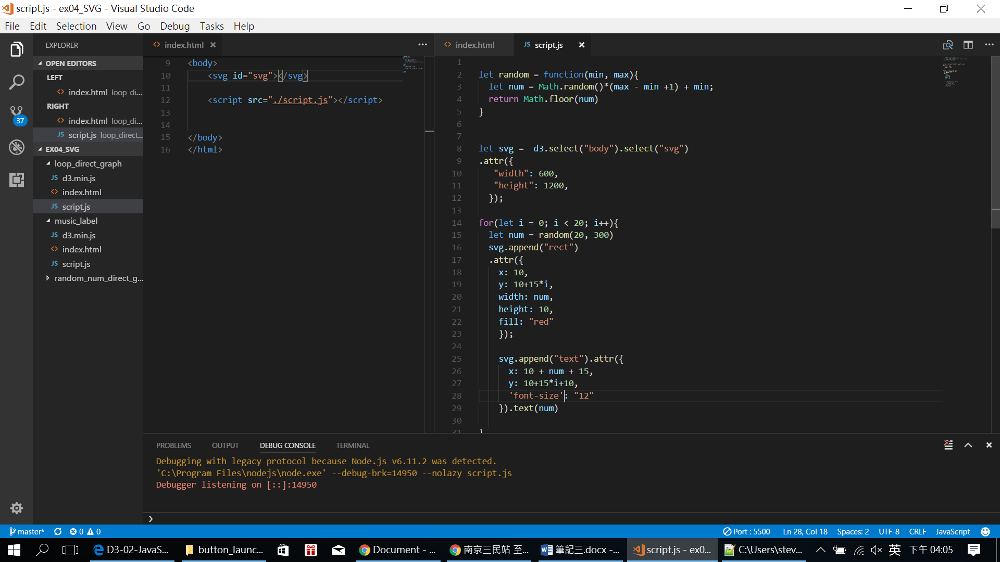 script.js - ex04_SVG - Visual Studio Code
File Edit Selection View Go Debug Tasks Help
EXPLORER
OPEN EDITORS
LEFT
index.html loop_di...
RIGHT
index.html loop_di...
JS script.js loop_direct...
EX04_SVG
loop_direct_graph
JS d3.min.js
index.html
JS script.js
music_label
JS d3.min.js
index.html
JS script.js
random_num_direct_g...
37
index.html
9 <body>
10 <svg id="svg"></svg>
11
12 <script src="./script.js"></script>
13
14
15 </body>
16 </html>
index.html JS script.js
1
2 let random = function(min, max){
3 let num = Math.random()*(max - min +1) + min;
4 return Math.floor(num)
5 }
6
7
8 let svg =  d3.select("body").select("svg")
9 .attr({
10 "width": 600,
11 "height": 1200,
12 });
13
14 for(let i = 0; i < 20; i++){
15 let num = random(20, 300)
16 svg.append("rect")
17 .attr({
18 x: 10,
19 y: 10+15*i,
20 width: num,
21 height: 10,
22 fill: "red"
23 });
24
25 svg.append("text").attr({
26 x: 10 + num + 15,
27 y: 10+15*i+10,
28 'font-size': "12"
29 }).text(num)
30
31 }
PROBLEMS OUTPUT DEBUG CONSOLE TERMINAL
Debugging with legacy protocol because Node.js v6.11.2 was detected.
'C:\Program Files\nodejs\node.exe' --debug-brk=14950 --nolazy script.js
Debugger listening on [::]:14950
master* 0 0 Port : 5500 Ln 28, Col 18 Spaces: 2 UTF-8 CRLF JavaScript
D3-02-JavaS... button_launc... Document - ... 南京三民站 至... 筆記三.docx -... script.js - ex0... C:\Users\stev... 英 下午 04:05